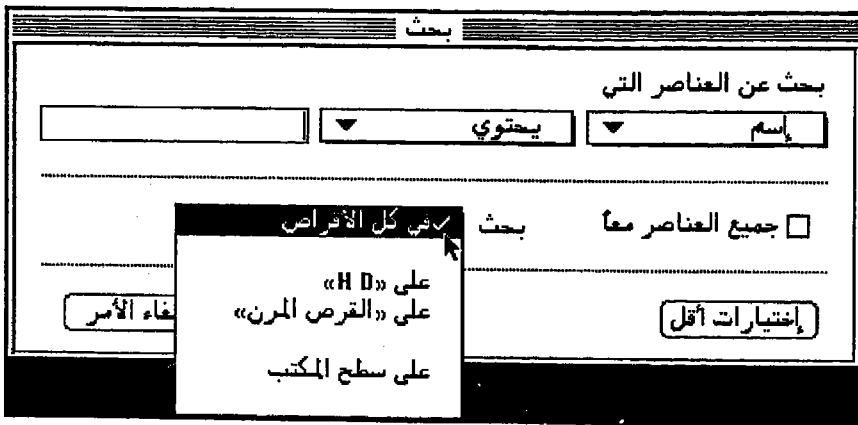 بحث
بحث عن العناصر التي
إسم يحتوي
جميع العناصر معاً بحث ✓في كل الأقراص
على «H D»
على «القرص المرن»
على سطح المكتب
إختيارات أقل الأمر